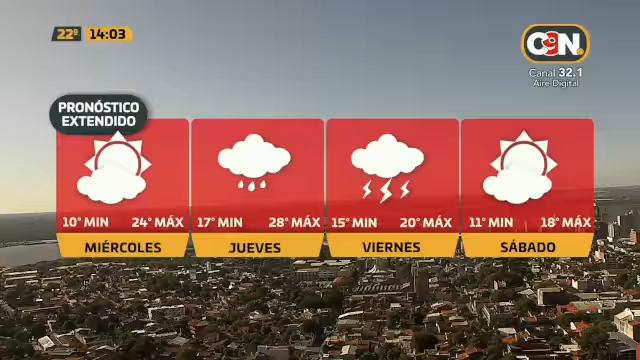 22º 14:03
C9N.
Canal 32.1
Aire Digital
PRONÓSTICO
EXTENDIDO
10° MIN 24° MÁX
MIÉRCOLES
17° MIN 28° MÁX
JUEVES
15° MIN 20° MÁX
VIERNES
11° MIN 18° MÁX
SÁBADO